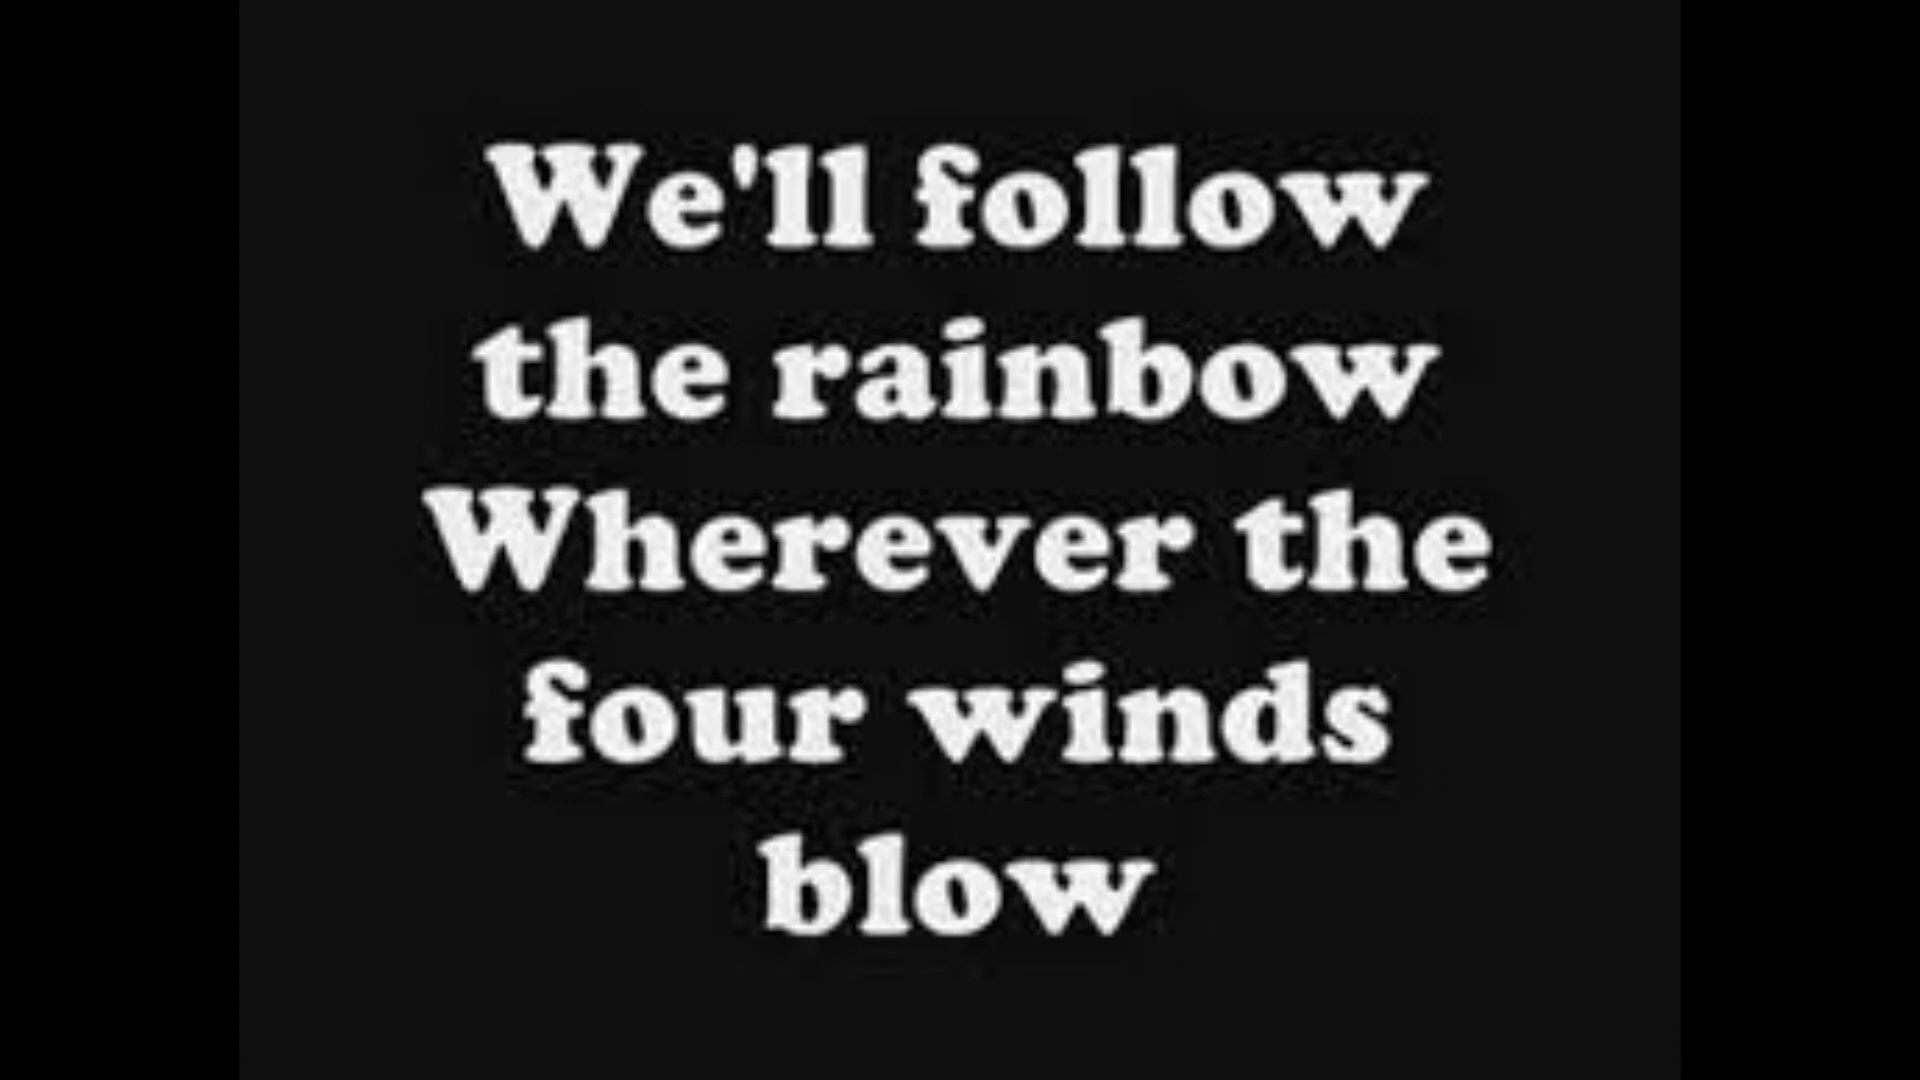 We'll follow
the rainbow
Wherever the
four winds
blow